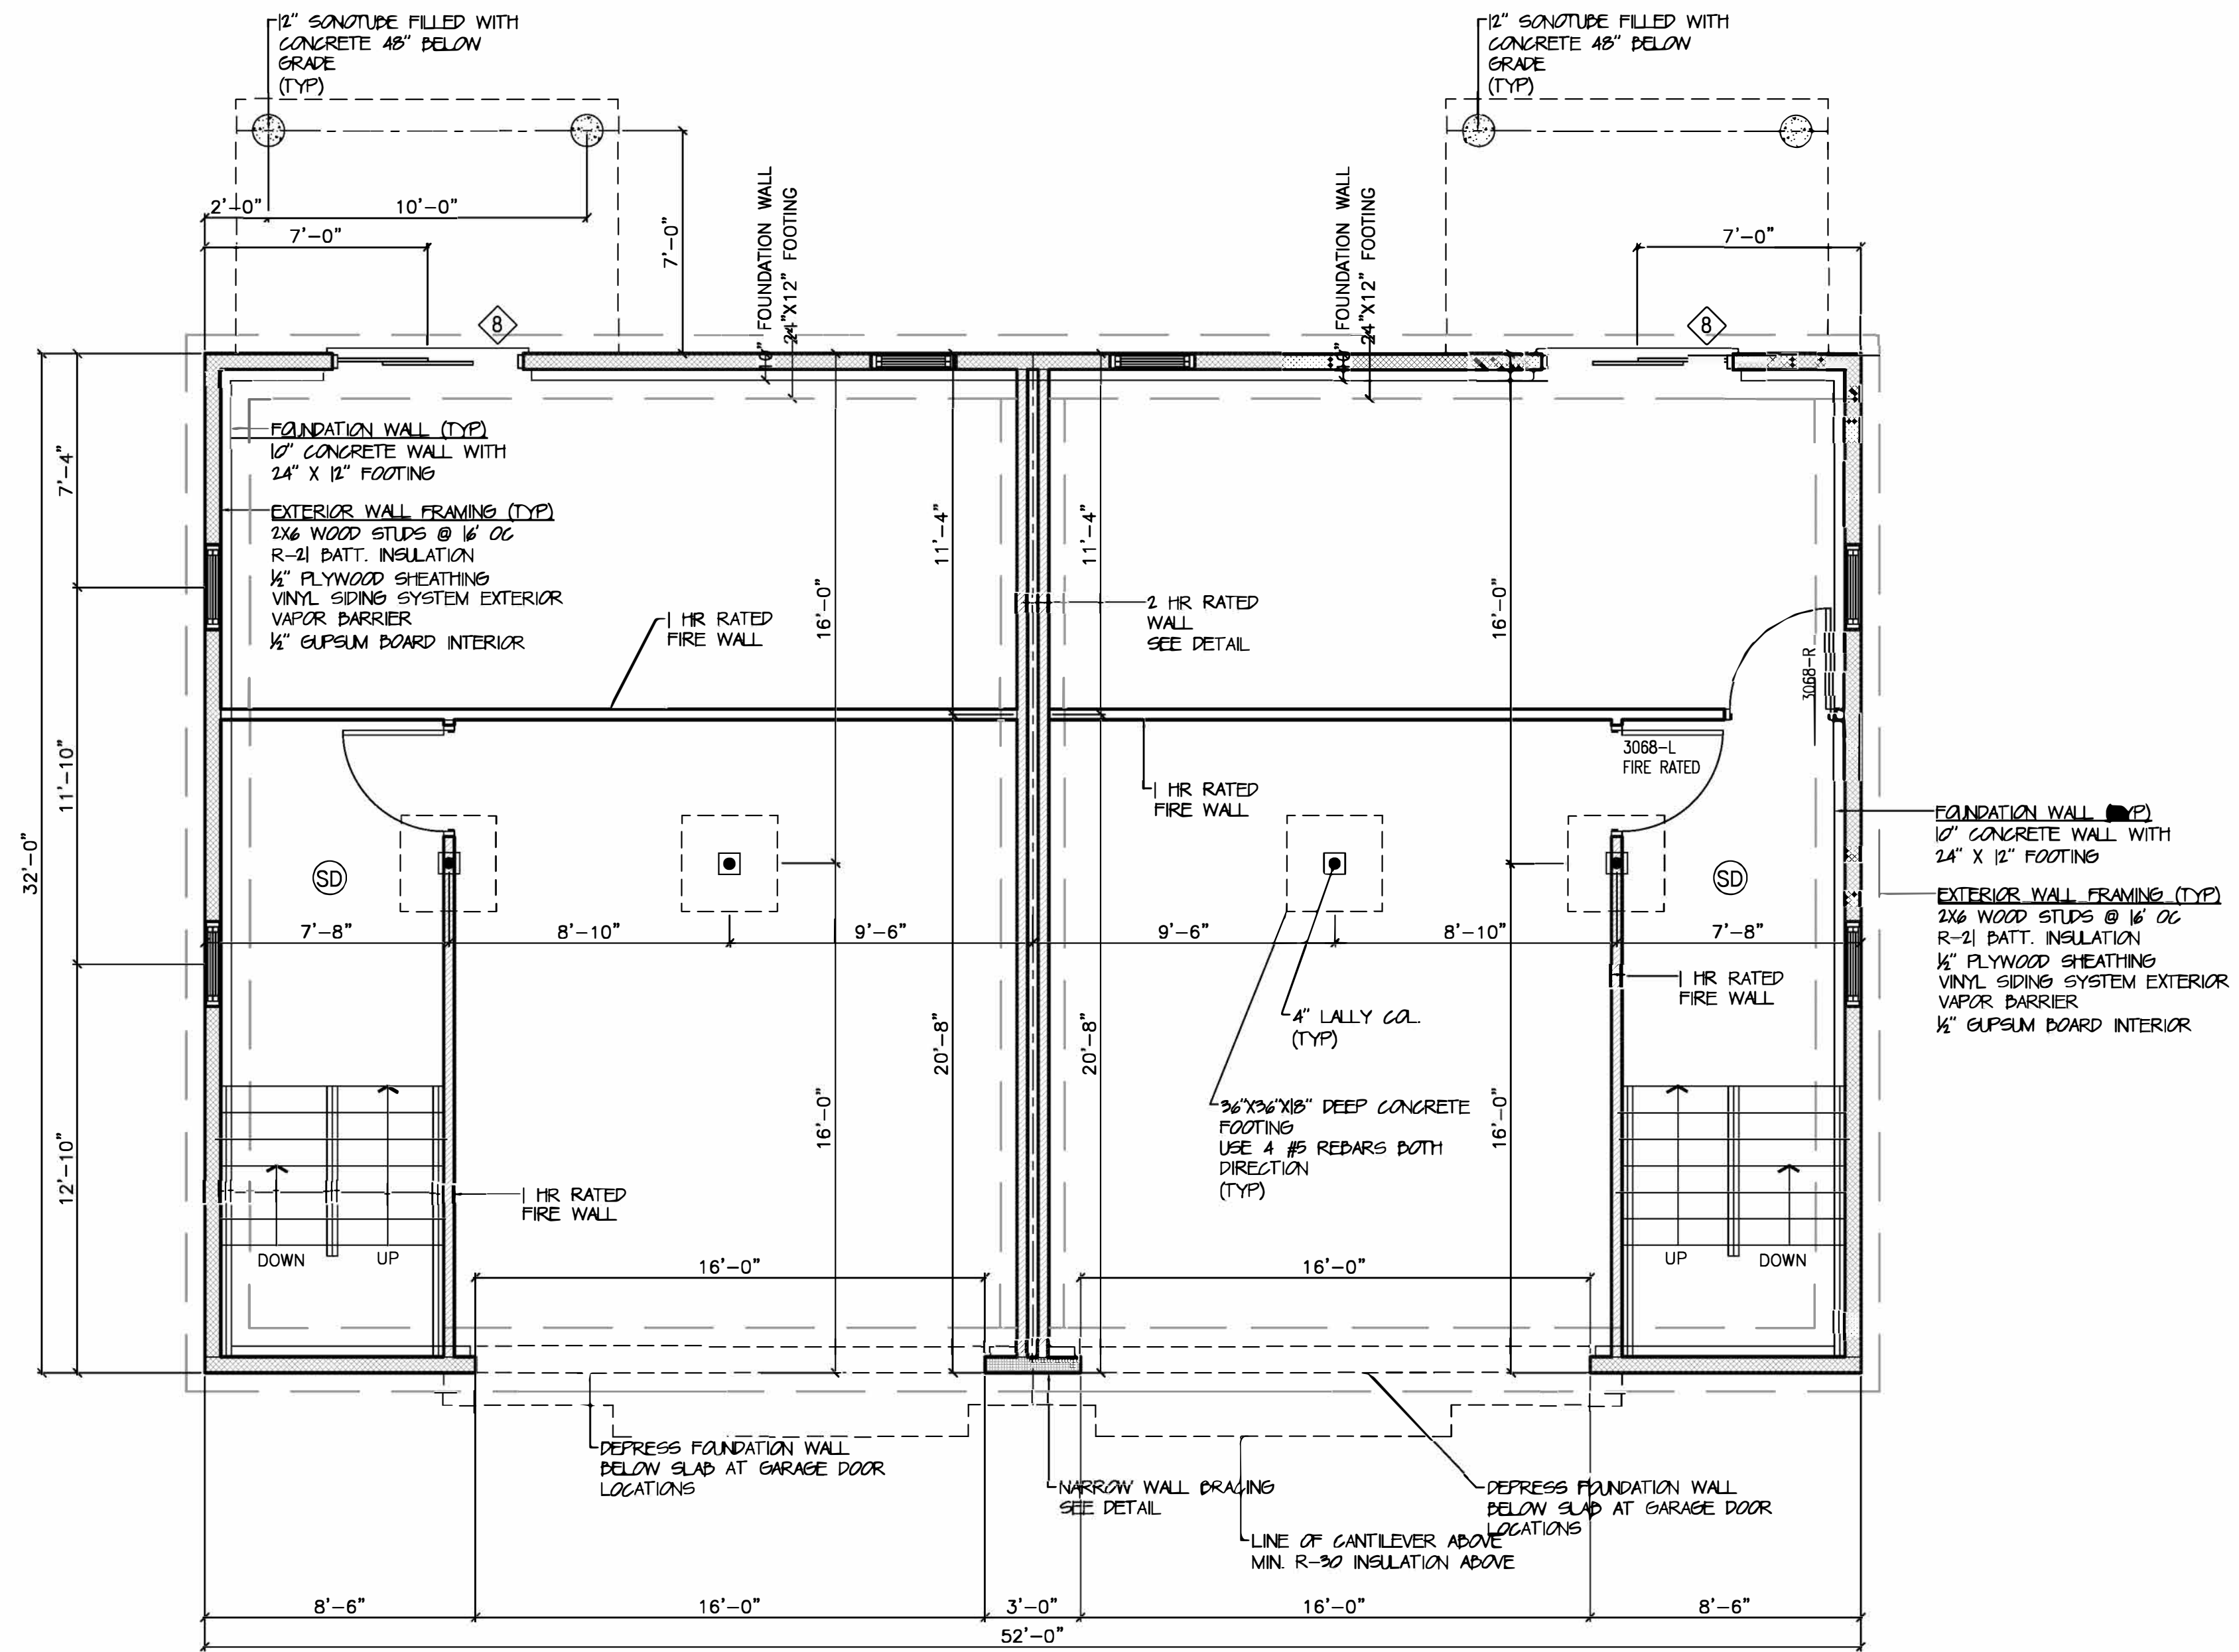 12" SONOTUBE FILLED WITH
CONCRETE 48" BELOW
GRADE
(TYP)
12" SONOTUBE FILLED WITH
CONCRETE 48" BELOW
GRADE
(TYP)
2'-0"
10'-0"
7'-0"
7'-0"
FOUNDATION WALL
24"X12" FOOTING
FOUNDATION WALL
24"X12" FOOTING
7'-0"
8
8
FOUNDATION WALL (TYP)
10" CONCRETE WALL WITH
24" X 12" FOOTING
EXTERIOR WALL FRAMING (TYP)
2X6 WOOD STUDS @ 16' OC
R-21 BATT. INSULATION
½" PLYWOOD SHEATHING
VINYL SIDING SYSTEM EXTERIOR
VAPOR BARRIER
½" GUPSUM BOARD INTERIOR
7'-4"
11'-10"
12'-10"
32'-0"
1 HR RATED
FIRE WALL
16'-0"
11'-4"
11'-4"
2 HR RATED
WALL
SEE DETAIL
16'-0"
3068-R
3068-L
FIRE RATED
1 HR RATED
FIRE WALL
FOUNDATION WALL
10" CONCRETE WALL WITH
24" X 12" FOOTING
EXTERIOR WALL FRAMING (TYP)
2X6 WOOD STUDS @ 16' OC
R-21 BATT. INSULATION
½" PLYWOOD SHEATHING
VINYL SIDING SYSTEM EXTERIOR
VAPOR BARRIER
½" GUPSUM BOARD INTERIOR
SD
SD
7'-8"
8'-10"
9'-6"
9'-6"
8'-10"
7'-8"
1 HR RATED
FIRE WALL
4" LALLY COL.
(TYP)
20'-8"
20'-8"
16'-0"
16'-0"
36"X36"X18" DEEP CONCRETE
FOOTING
USE 4 #5 REBARS BOTH
DIRECTION
(TYP)
1 HR RATED
FIRE WALL
DOWN
UP
UP
DOWN
16'-0"
16'-0"
DEPRESS FOUNDATION WALL
BELOW SLAB AT GARAGE DOOR
LOCATIONS
NARROW WALL BRACING
SEE DETAIL
DEPRESS FOUNDATION WALL
BELOW SLAB AT GARAGE DOOR
LOCATIONS
LINE OF CANTILEVER ABOVE
MIN. R-30 INSULATION ABOVE
8'-6"
16'-0"
3'-0"
16'-0"
8'-6"
52'-0"